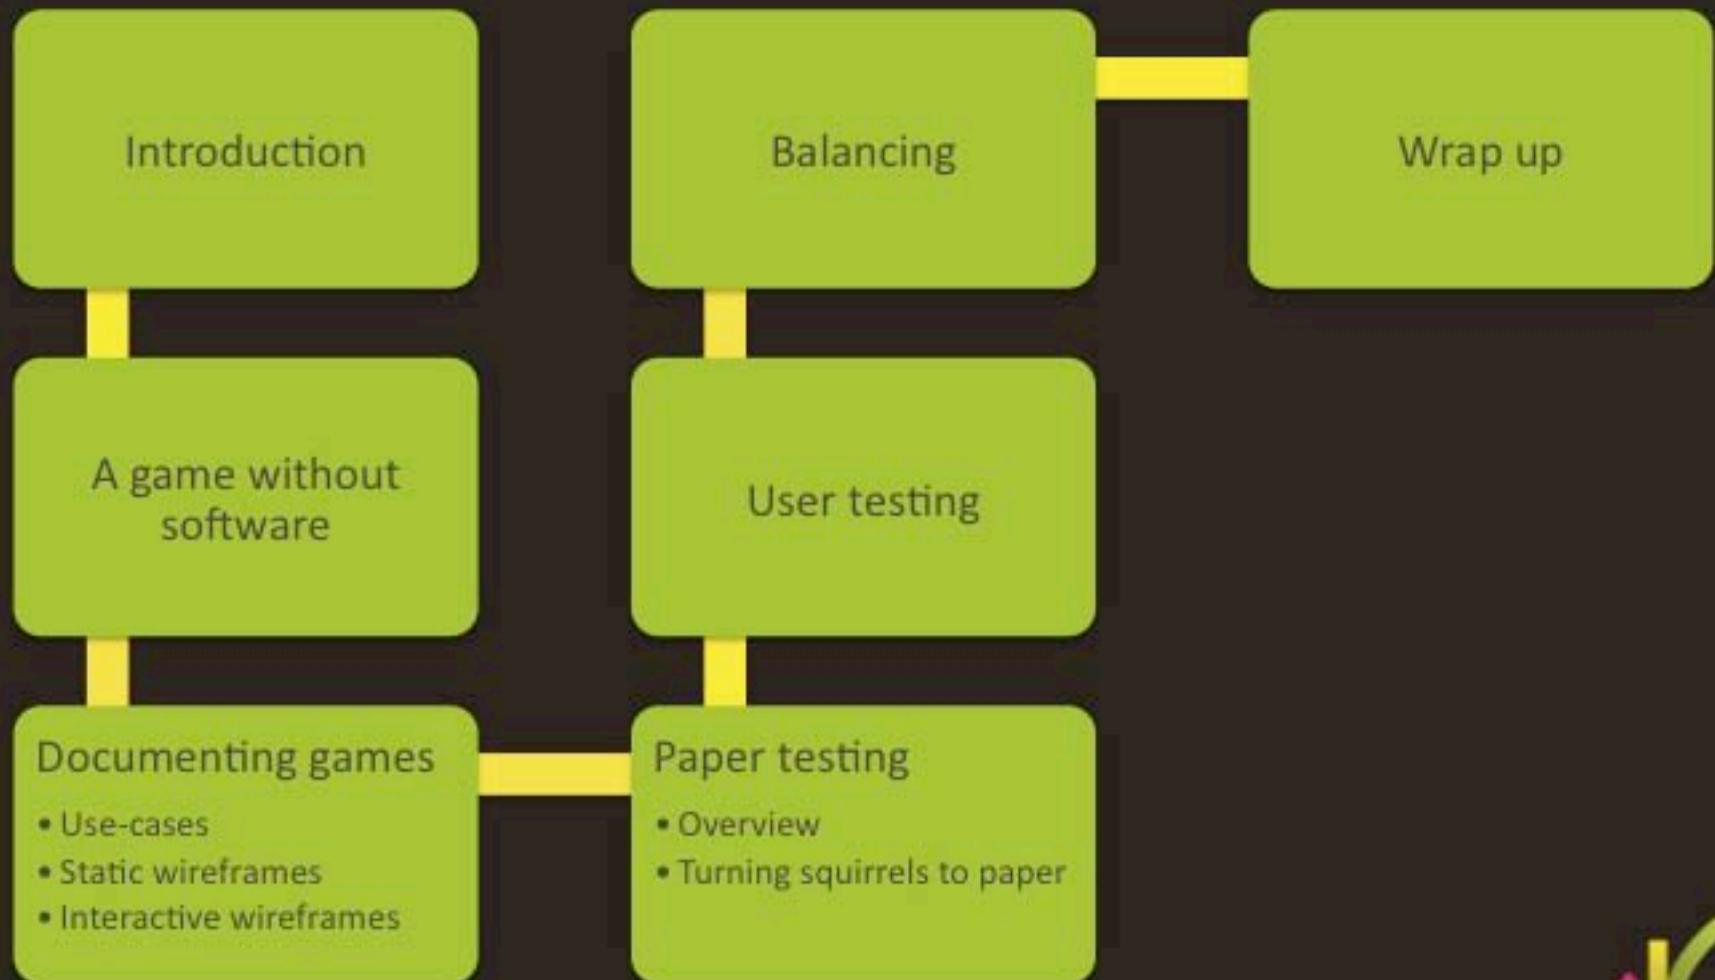 Introduction
A game without
software
Documenting games
• Use-cases
• Static wireframes
• Interactive wireframes
Paper testing
• Overview
• Turning squirrels to paper
User testing
Balancing
Wrap up